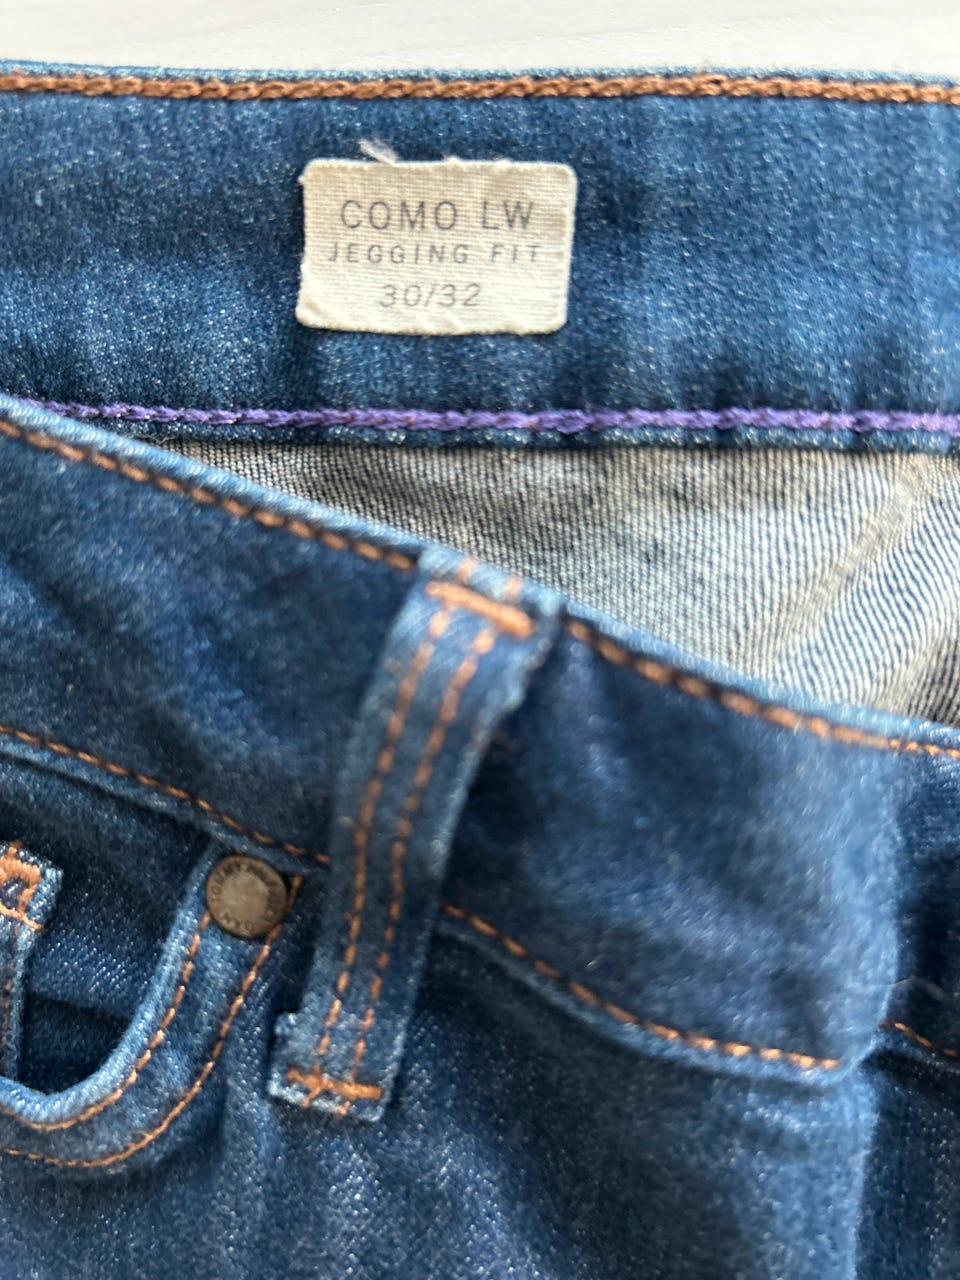 COMO LW
JEGGING FIT
30/32